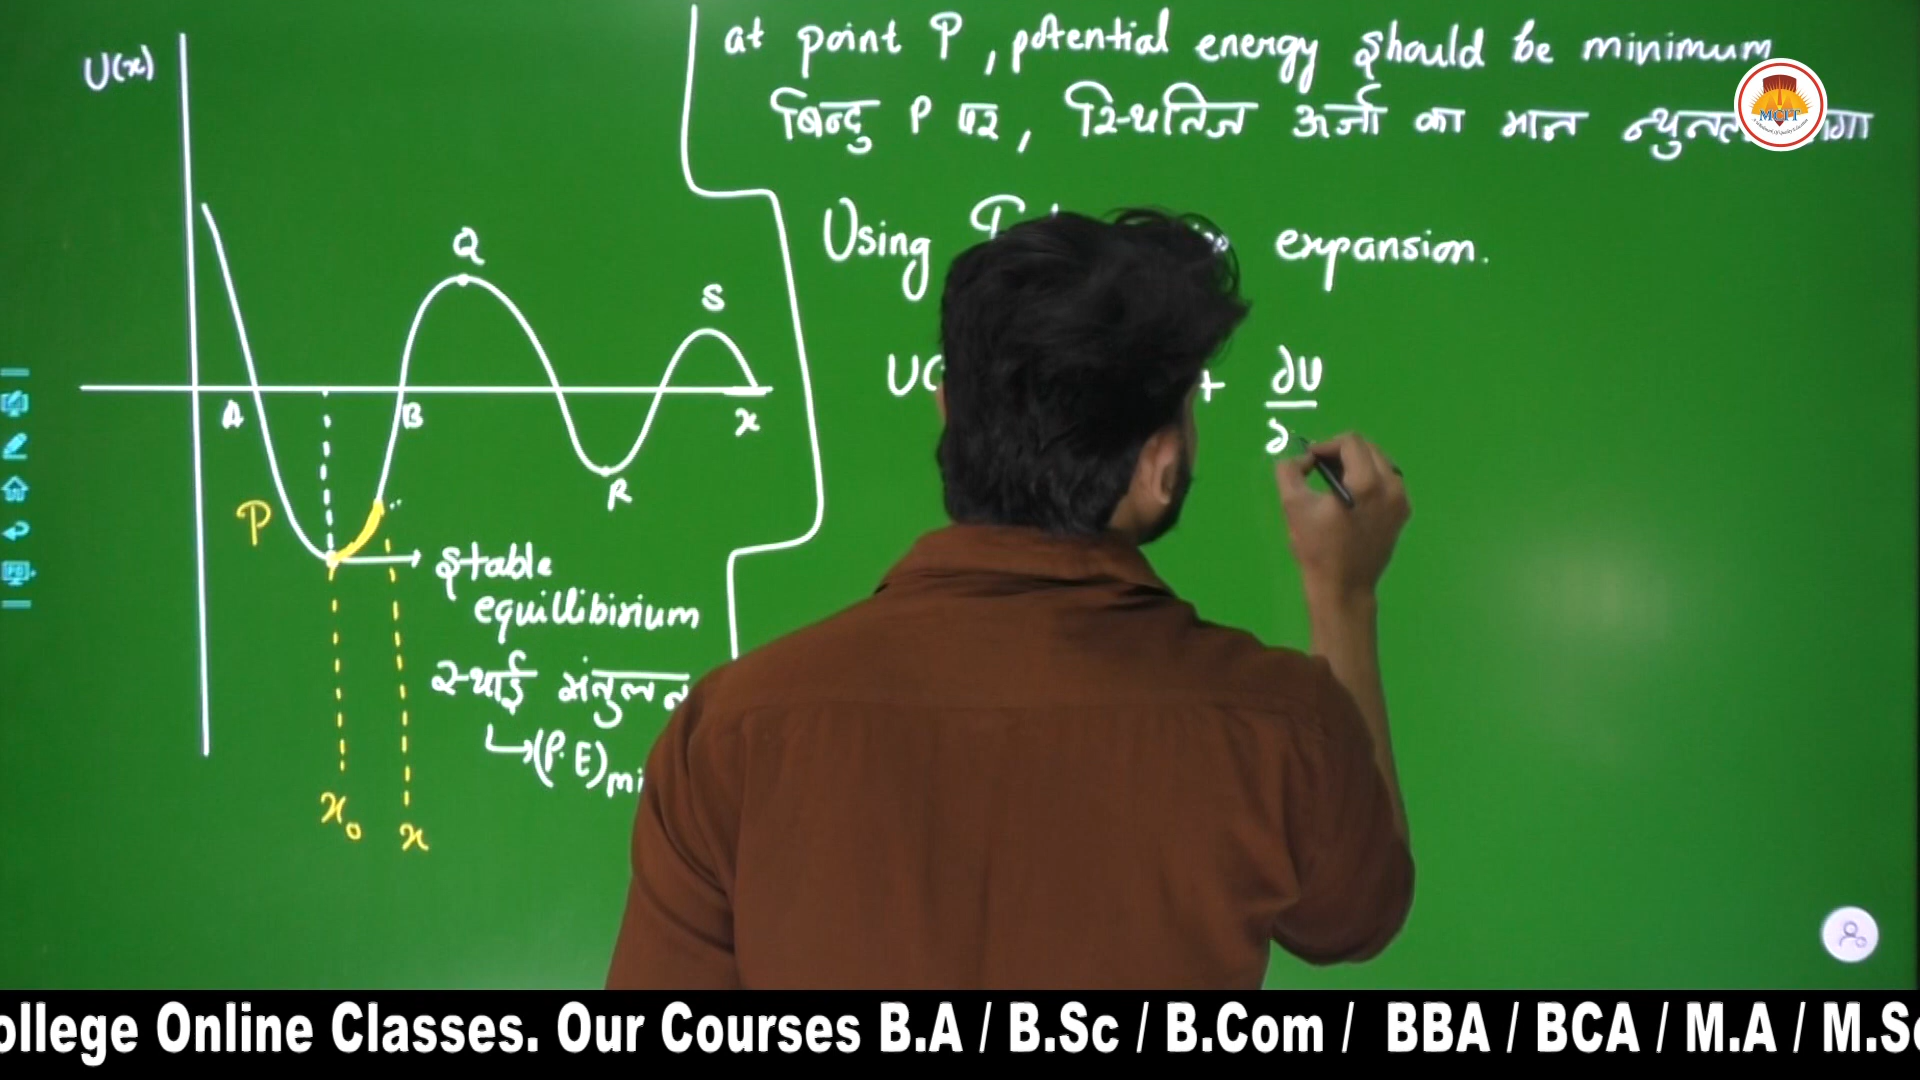 U(x)
Q
S
A
B
x
P
R
stable
equillibirium
स्थाई संतुलन
(P.E)
x₀
x
at point P, potential energy should be minimum
बिन्दु P पर, स्थितिज ऊर्जा का मान
Using expansion.
U( + ∂U
∂
MCIT
ollege Online Classes. Our Courses B.A / B.Sc / B.Com / BBA / BCA / M.A / M.Sc